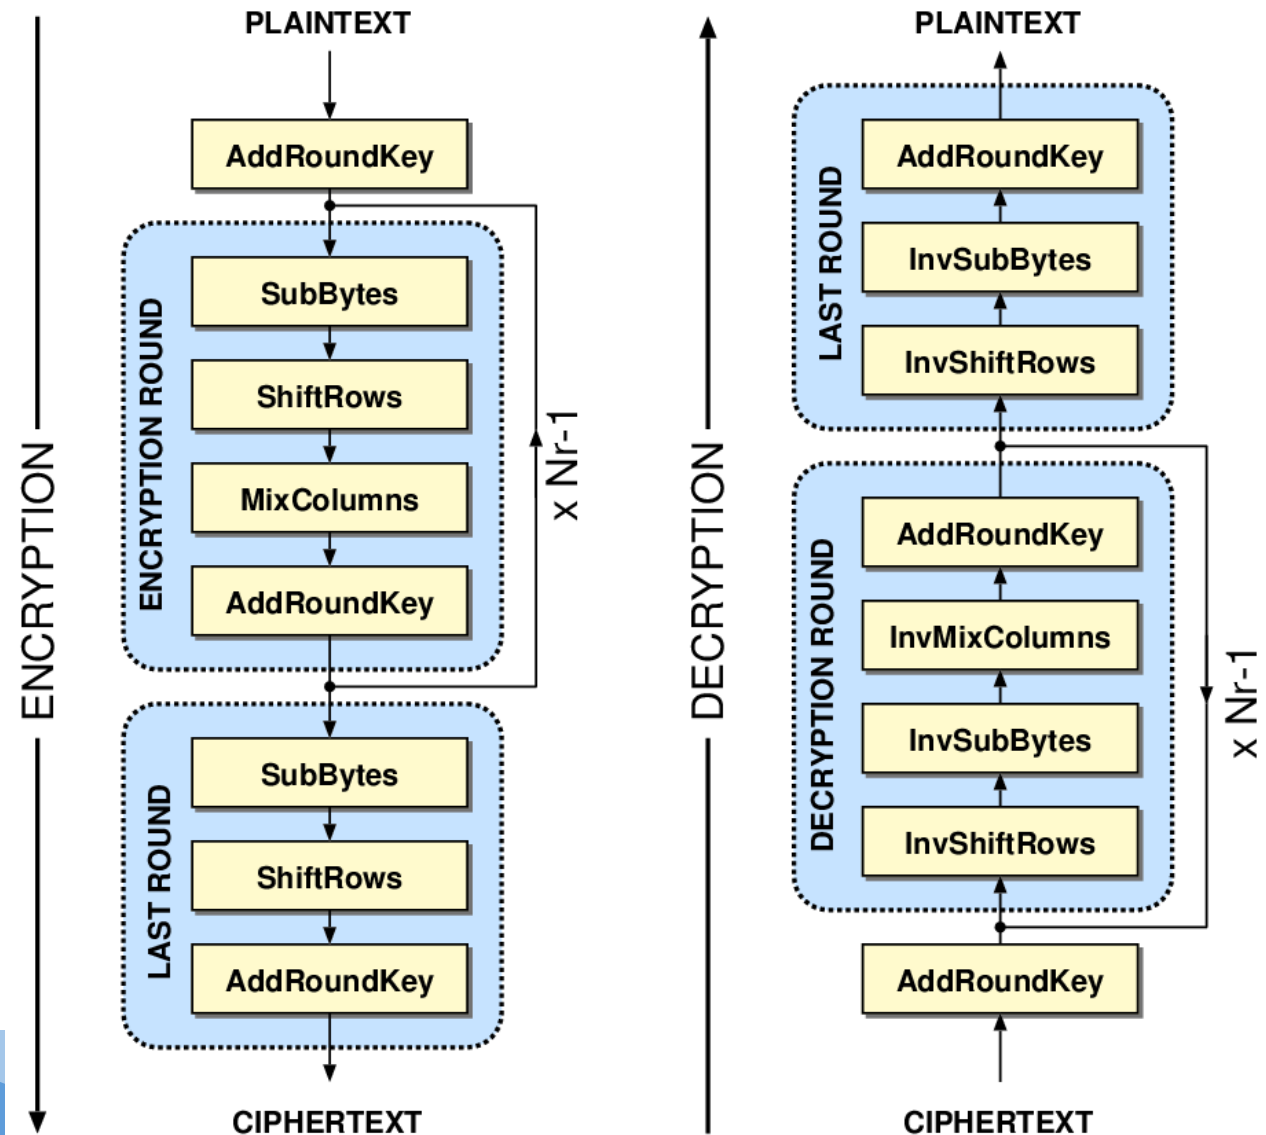 PLAINTEXT
AddRoundKey
SubBytes
ShiftRows
MixColumns
AddRoundKey
ENCRYPTION ROUND
x Nr-1
SubBytes
ShiftRows
AddRoundKey
LAST ROUND
CIPHERTEXT
ENCRYPTION
PLAINTEXT
AddRoundKey
InvSubBytes
InvShiftRows
LAST ROUND
AddRoundKey
InvMixColumns
InvSubBytes
InvShiftRows
DECRYPTION ROUND
x Nr-1
AddRoundKey
CIPHERTEXT
DECRYPTION